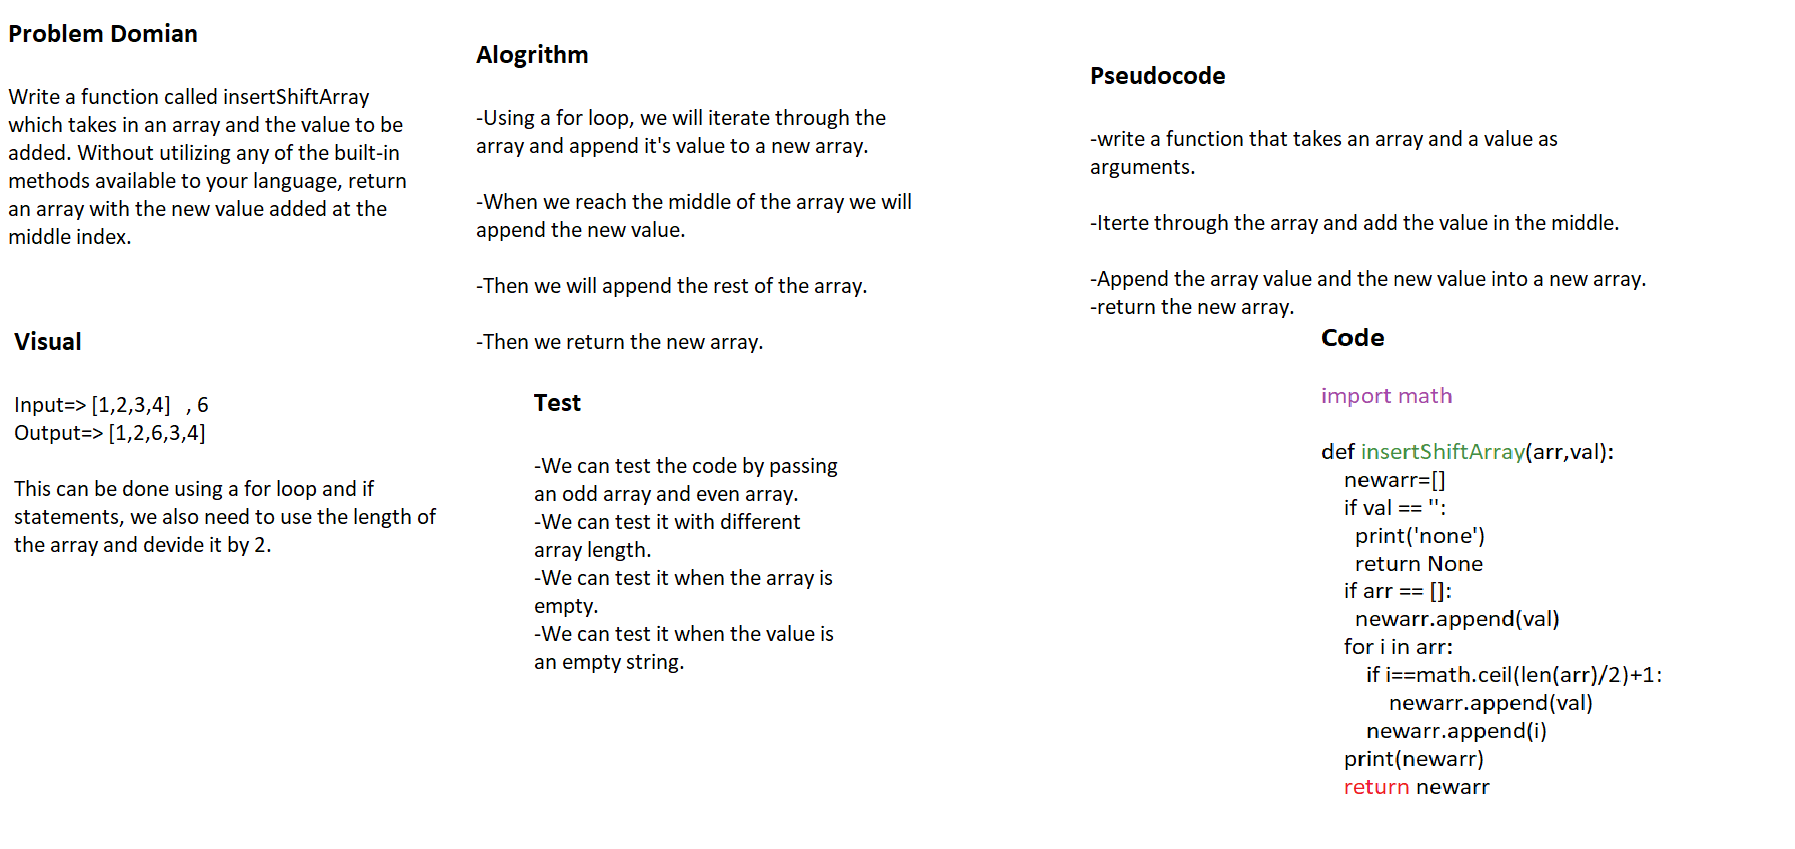 Problem Domian
Write a function called insertShiftArray
which takes in an array and the value to be
added. Without utilizing any of the built-in
methods available to your language, return
an array with the new value added at the
middle index.
Visual
Input=> [1,2,3,4]   , 6
Output=> [1,2,6,3,4]
This can be done using a for loop and if
statements, we also need to use the length of
the array and devide it by 2.
Alogrithm
-Using a for loop, we will iterate through the
array and append it's value to a new array.
-When we reach the middle of the array we will
append the new value.
-Then we will append the rest of the array.
-Then we return the new array.
Test
-We can test the code by passing
an odd array and even array.
-We can test it with different
array length.
-We can test it when the array is
empty.
-We can test it when the value is
an empty string.
Pseudocode
-write a function that takes an array and a value as
arguments.
-Iterte through the array and add the value in the middle.
-Append the array value and the new value into a new array.
-return the new array.
Code
import math
def insertShiftArray(arr,val):
newarr=[]
if val == '':
print('none')
return None
if arr == []:
newarr.append(val)
for i in arr:
if i==math.ceil(len(arr)/2)+1:
newarr.append(val)
newarr.append(i)
print(newarr)
return newarr